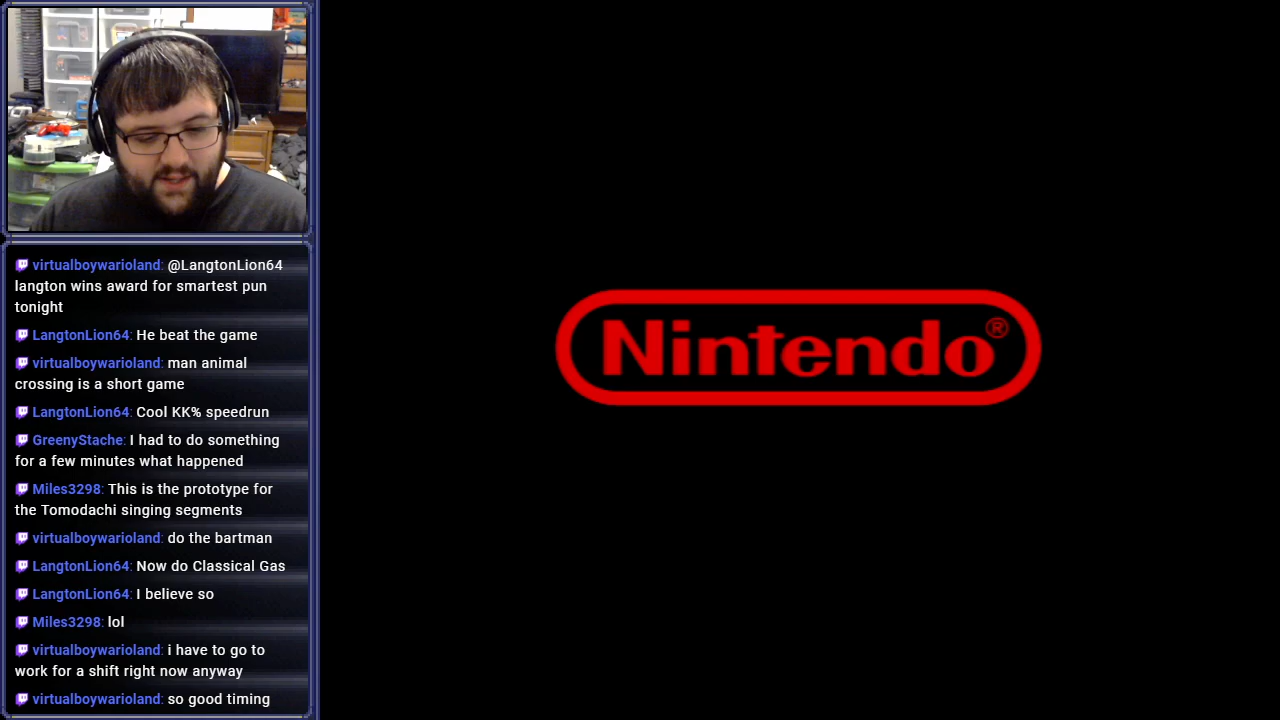 virtualboywarioland: @LangtonLion64
langton wins award for smartest pun
tonight
LangtonLion64: He beat the game
virtualboywarioland: man animal
crossing is a short game
LangtonLion64: Cool KK% speedrun
GreenyStache: I had to do something
for a few minutes what happened
Miles3298: This is the prototype for
the Tomodachi singing segments
virtualboywarioland: do the bartman
LangtonLion64: Now do Classical Gas
LangtonLion64: I believe so
Miles3298: lol
virtualboywarioland: i have to go to
work for a shift right now anyway
virtualboywarioland: so good timing
Nintendo®